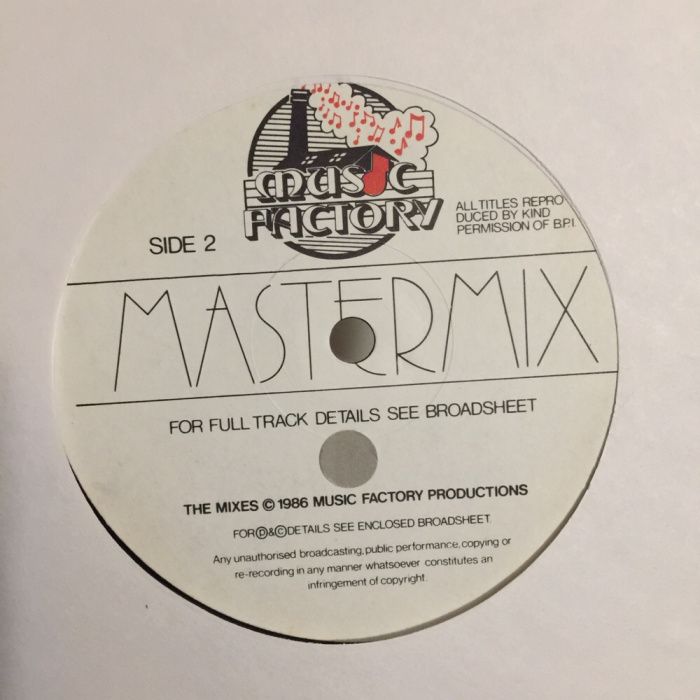 MUSIC
FACTORY
ALL TITLES REPRO
DUCED BY KIND
PERMISSION OF B.P.I.
SIDE 2
MASTERMIX
FOR FULL TRACK DETAILS SEE BROADSHEET
THE MIXES © 1986 MUSIC FACTORY PRODUCTIONS
FOR Ⓟ&© DETAILS SEE ENCLOSED BROADSHEET.
Any unauthorised broadcasting, public performance, copying or
re-recording in any manner whatsoever constitutes an
infringement of copyright.